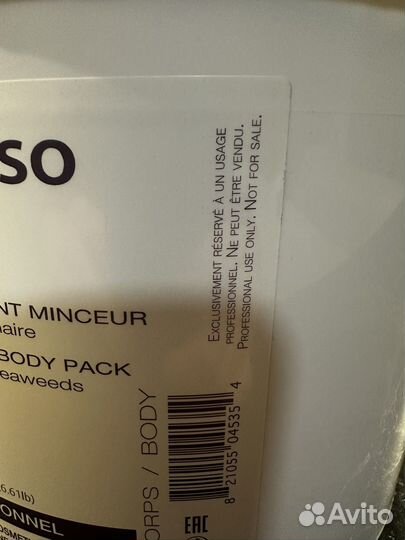 SO
NT MINCEUR
aire
BODY PACK
eaweeds
6.61lb)
ONNEL
EXCLUSIVEMENT RÉSERVÉ À UN USAGE
PROFESSIONNEL. NE PEUT ÊTRE VENDU.
PROFESSIONAL USE ONLY. NOT FOR SALE.
ORPS / BODY
8 21055 04535 4
EAC
Avito